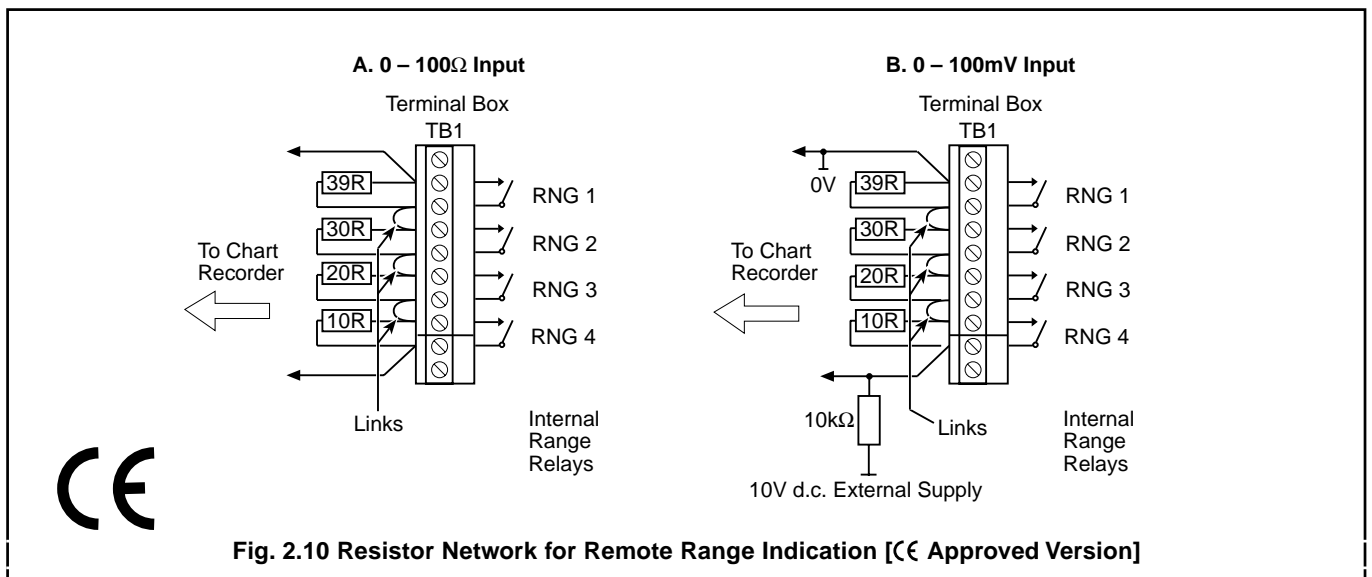 A. 0 – 100Ω Input
Terminal Box
TB1
39R
30R
20R
10R
RNG 1
RNG 2
RNG 3
RNG 4
To Chart
Recorder
Links
Internal
Range
Relays
B. 0 – 100mV Input
Terminal Box
TB1
0V
39R
30R
20R
10R
RNG 1
RNG 2
RNG 3
RNG 4
To Chart
Recorder
10kΩ
Links
Internal
Range
Relays
10V d.c. External Supply
CE
Fig. 2.10 Resistor Network for Remote Range Indication [CE Approved Version]